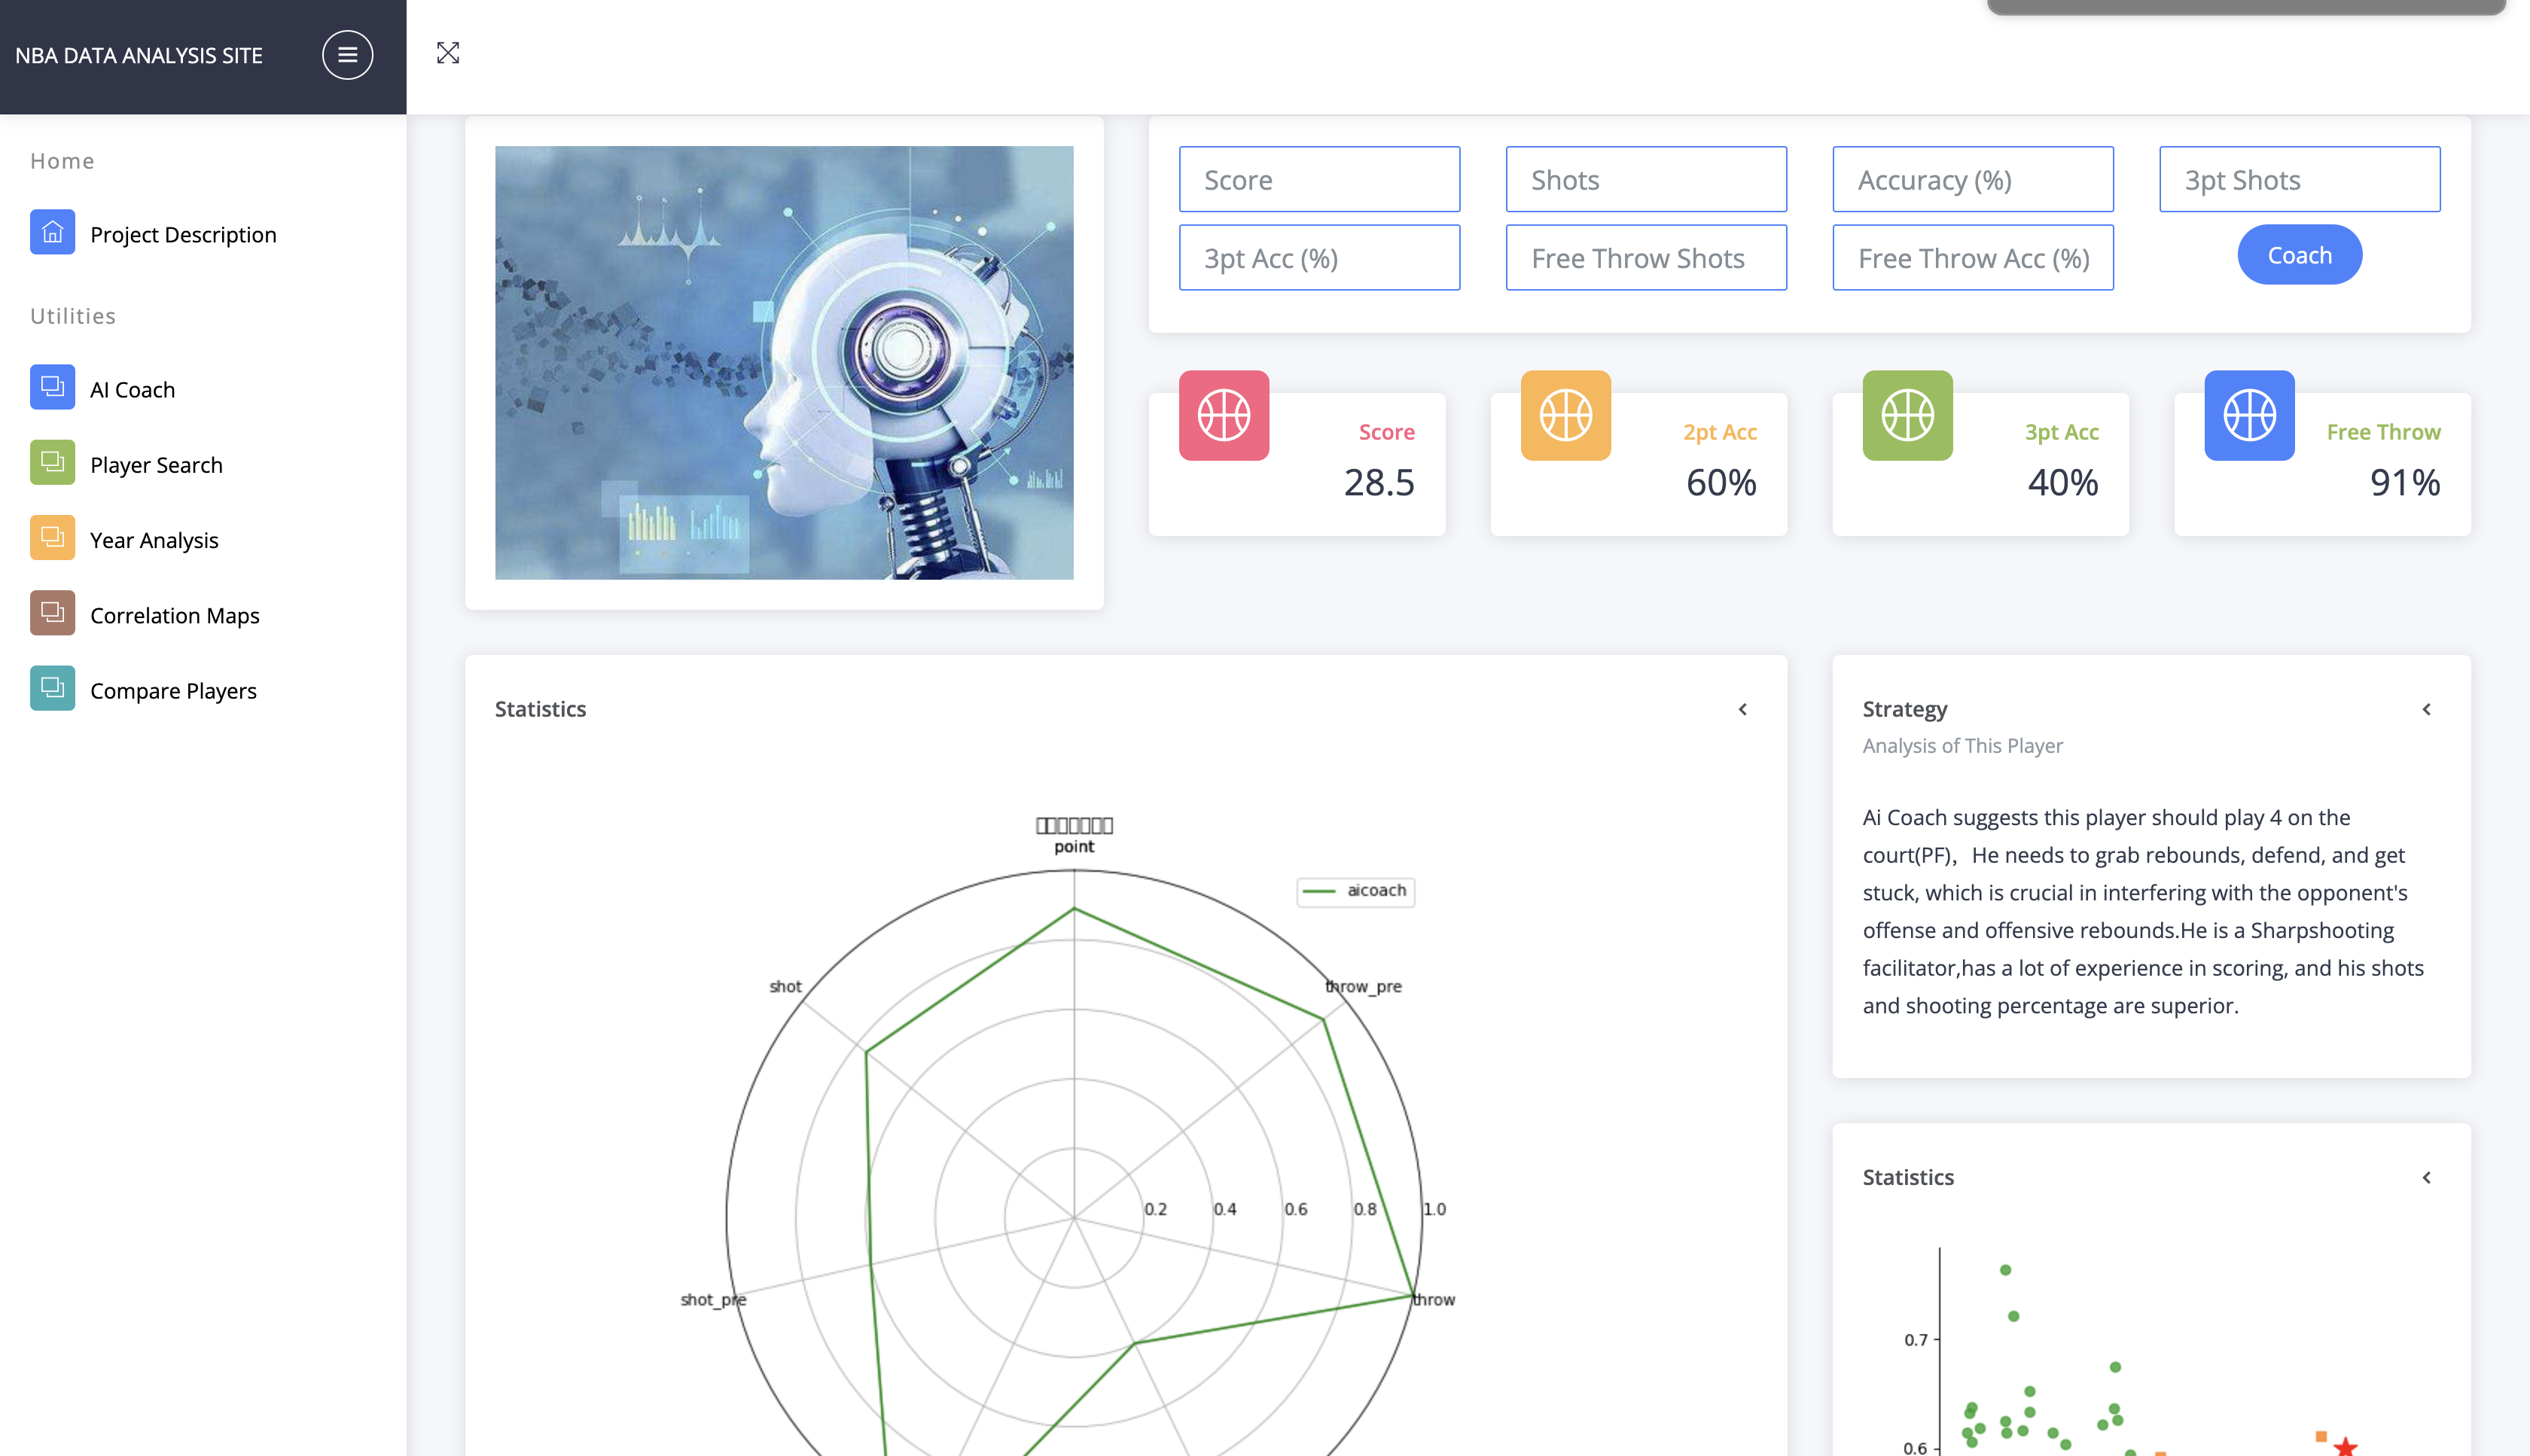 NBA DATA ANALYSIS SITE
Home
Project Description
Utilities
AI Coach
Player Search
Year Analysis
Correlation Maps
Compare Players
Score
Shots
Accuracy (%)
3pt Shots
3pt Acc (%)
Free Throw Shots
Free Throw Acc (%)
Coach
Score
28.5
2pt Acc
60%
3pt Acc
40%
Free Throw
91%
Statistics
point
aicoach
shot
throw_pre
0.2
0.4
0.6
0.8
1.0
shot_pre
throw
Strategy
Analysis of This Player
Ai Coach suggests this player should play 4 on the
court(PF)，He needs to grab rebounds, defend, and get
stuck, which is crucial in interfering with the opponent's
offense and offensive rebounds.He is a Sharpshooting
facilitator,has a lot of experience in scoring, and his shots
and shooting percentage are superior.
Statistics
0.7
0.6